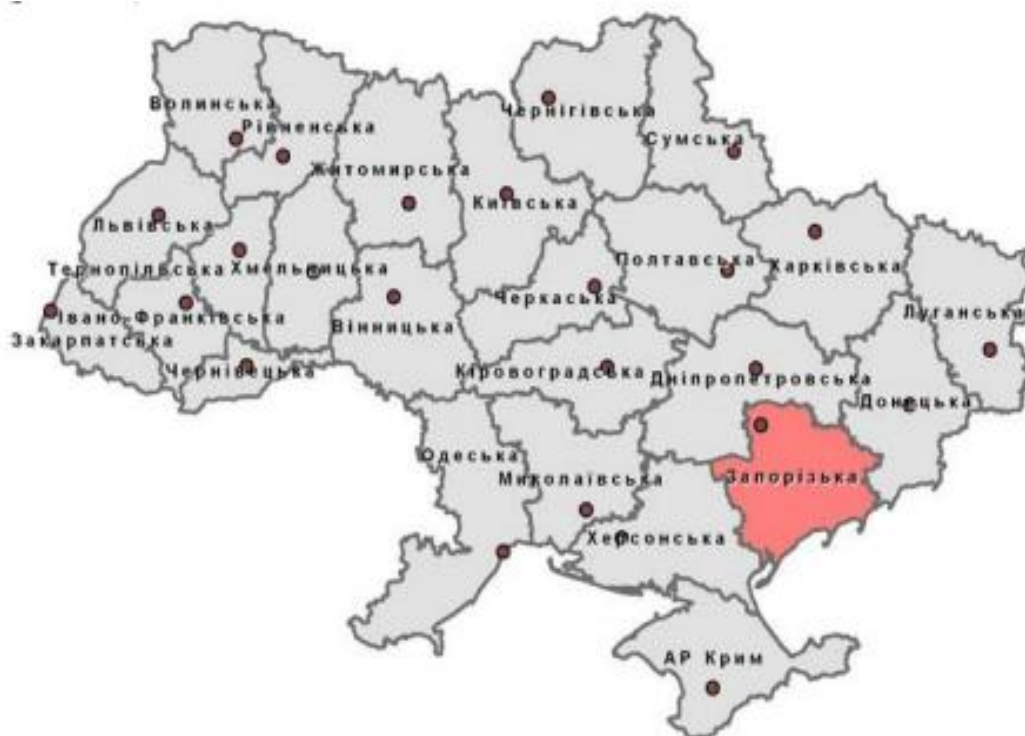 Волинська
Рівненська
Чернігівська
Сумська
Житомирська
Київська
Львівська
Тернопільська
Хмельницька
Полтавська
Харківська
Черкаська
Івано-Франківська
Вінницька
Луганська
Закарпатська
Чернівецька
Кіровоградська
Дніпропетровська
Донецька
Одеська
Миколаївська
Запорізька
Херсонська
АР Крим